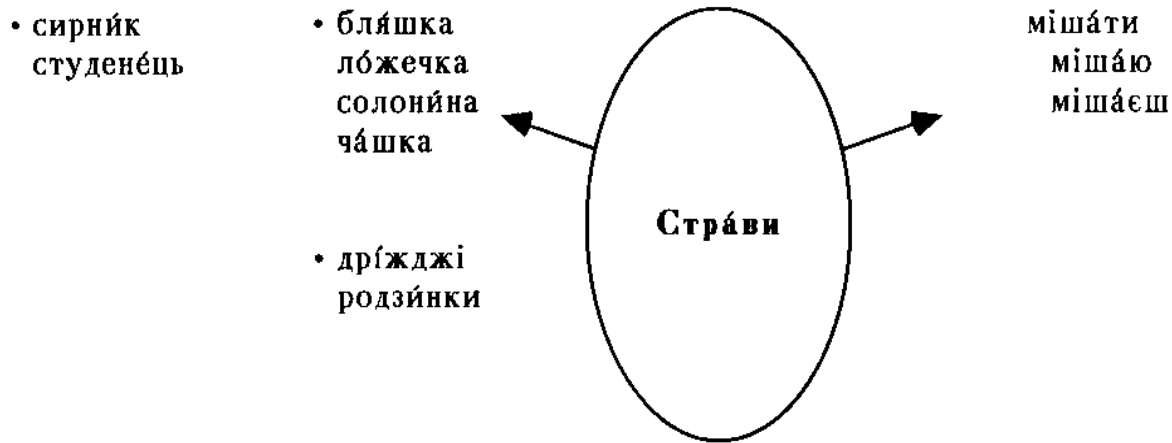 • сирни́к
студене́ць
• бля́шка
ло́жечка
солони́на
ча́шка
• дрі́жджі
родзи́нки
Стра́ви
міша́ти
міша́ю
міша́єш